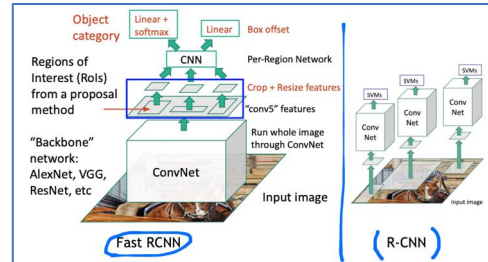 Object
category
Linear +
softmax
Linear
Box offset
Regions of
Interest (RoIs)
from a proposal
method
CNN
Per-Region Network
Crop + Resize features
"conv5" features
"Backbone"
network:
AlexNet, VGG,
ResNet, etc
Run whole image
through ConvNet
ConvNet
Input image
Fast RCNN
SVMs
SVMs
SVMs
Conv
Net
Conv
Net
Conv
Net
Input image
(R-CNN)